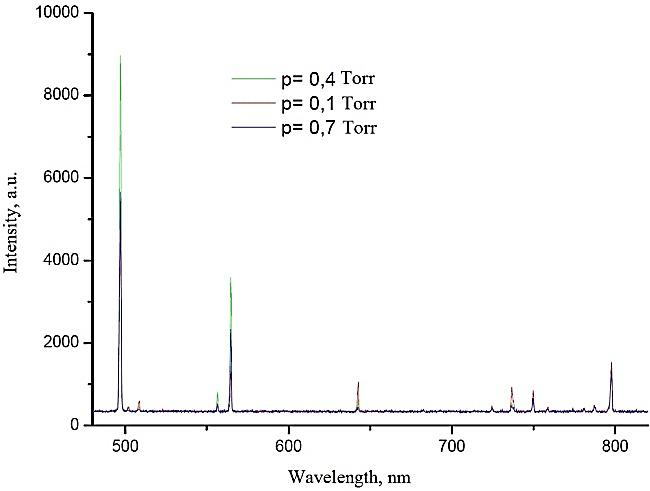 10000
8000
6000
4000
2000
0
Intensity, a.u.
p= 0,4 Torr
p= 0,1 Torr
p= 0,7 Torr
500 600 700 800
Wavelength, nm